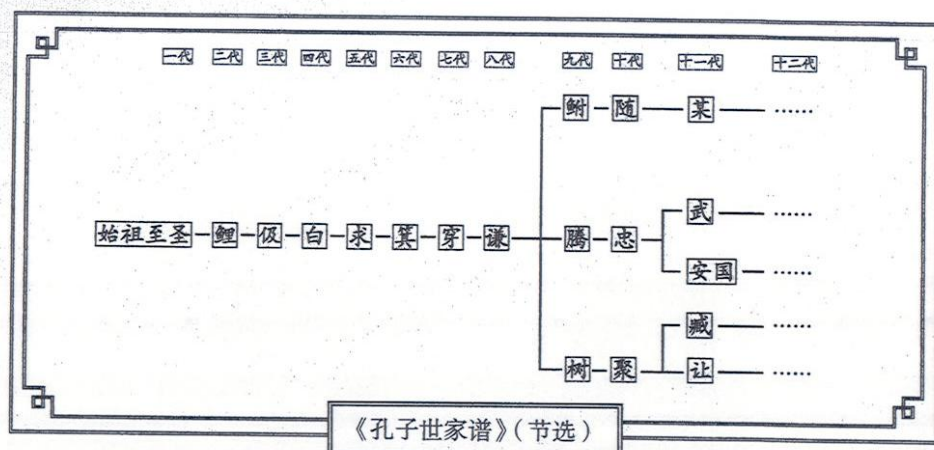 一代 二代 三代 四代 五代 六代 七代 八代 九代 十代 十一代 十二代
鲋 随 某 ……
武 ……
始祖至圣 鲤 伋 白 求 箕 穿 谦 腾 忠
安国 ……
臧 ……
树 聚 让 ……
《孔子世家谱》(节选)